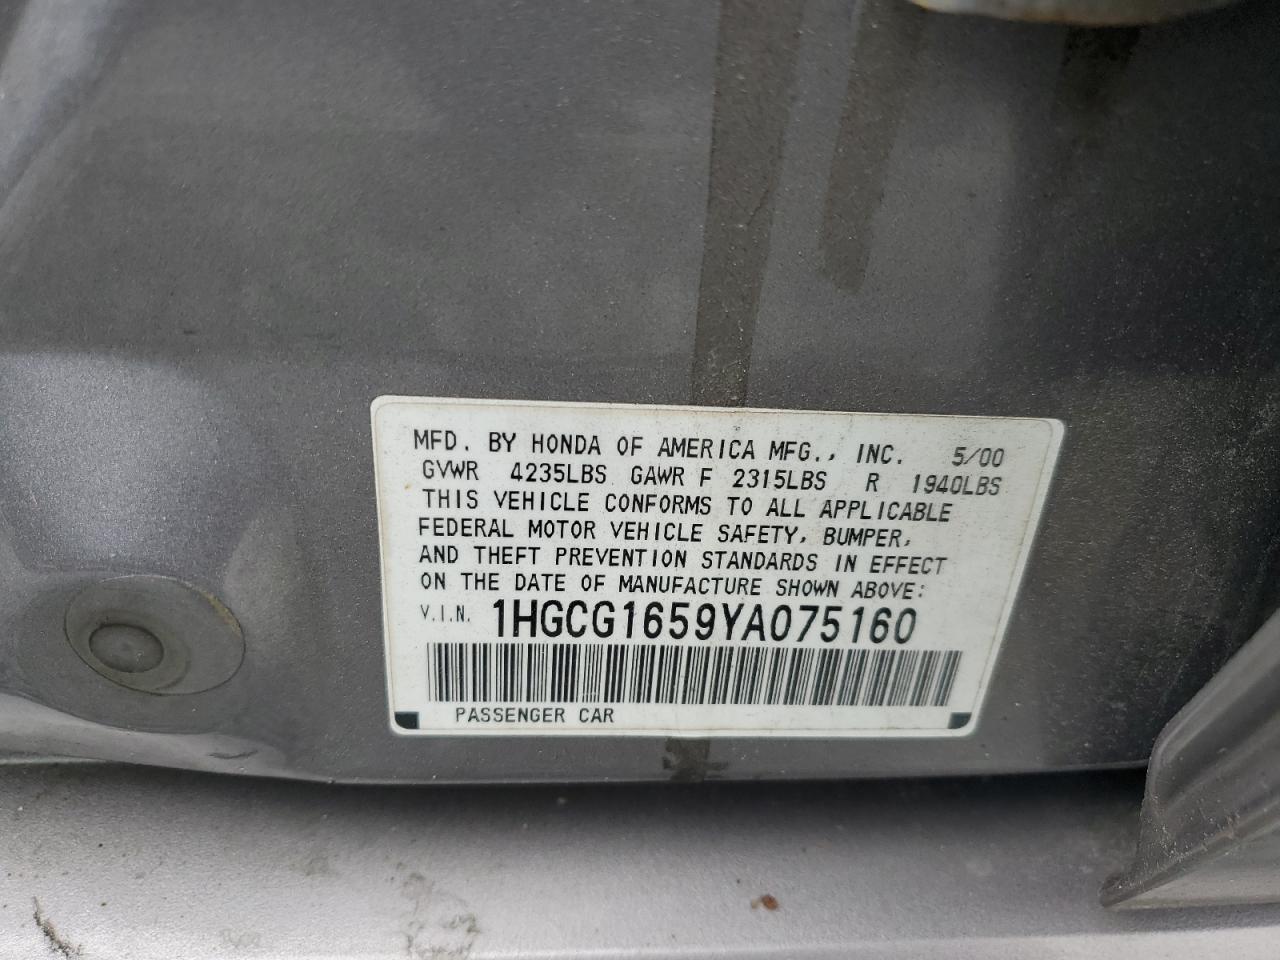 MFD. BY HONDA OF AMERICA MFG., INC. 5/00
GVWR 4235LBS GAWR F 2315LBS R 1940LBS
THIS VEHICLE CONFORMS TO ALL APPLICABLE
FEDERAL MOTOR VEHICLE SAFETY, BUMPER,
AND THEFT PREVENTION STANDARDS IN EFFECT
ON THE DATE OF MANUFACTURE SHOWN ABOVE:
V.I.N. 1HGCG1659YA075160
PASSENGER CAR